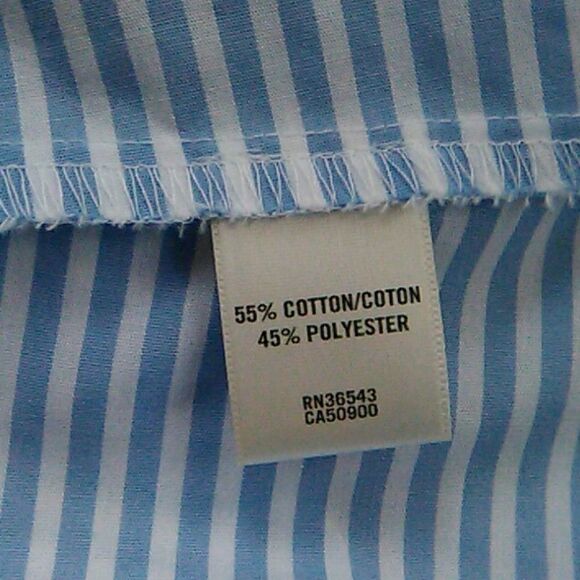 55% COTTON/COTON
45% POLYESTER
RN36543
CA50900